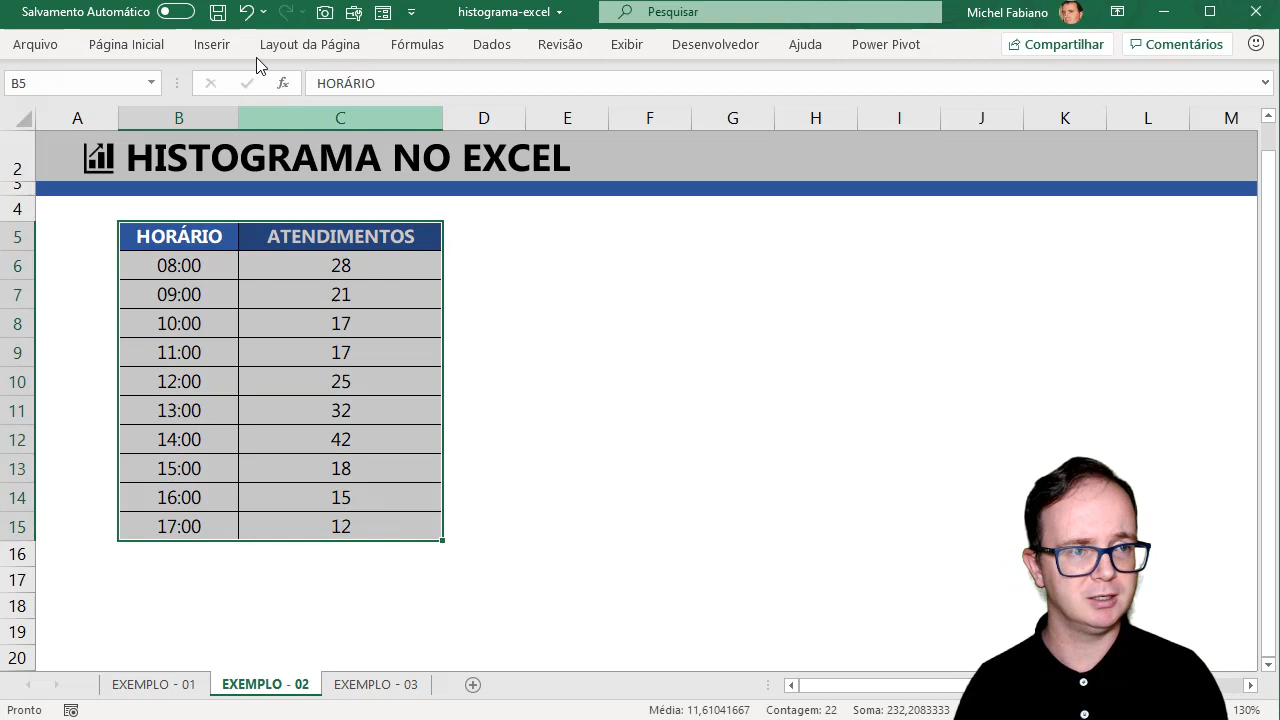 Salvamento Automático histograma-excel Pesquisar Michel Fabiano
Arquivo Página Inicial Inserir Layout da Página Fórmulas Dados Revisão Exibir Desenvolvedor Ajuda Power Pivot Compartilhar Comentários
B5 fx HORÁRIO
A B C D E F G H I J K L M
2 HISTOGRAMA NO EXCEL
3
4
5 HORÁRIO ATENDIMENTOS
6 08:00 28
7 09:00 21
8 10:00 17
9 11:00 17
10 12:00 25
11 13:00 32
12 14:00 42
13 15:00 18
14 16:00 15
15 17:00 12
16
17
18
19
20
EXEMPLO - 01 EXEMPLO - 02 EXEMPLO - 03
Pronto Média: 11,61041667 Contagem: 22 Soma: 232,2083333 130%